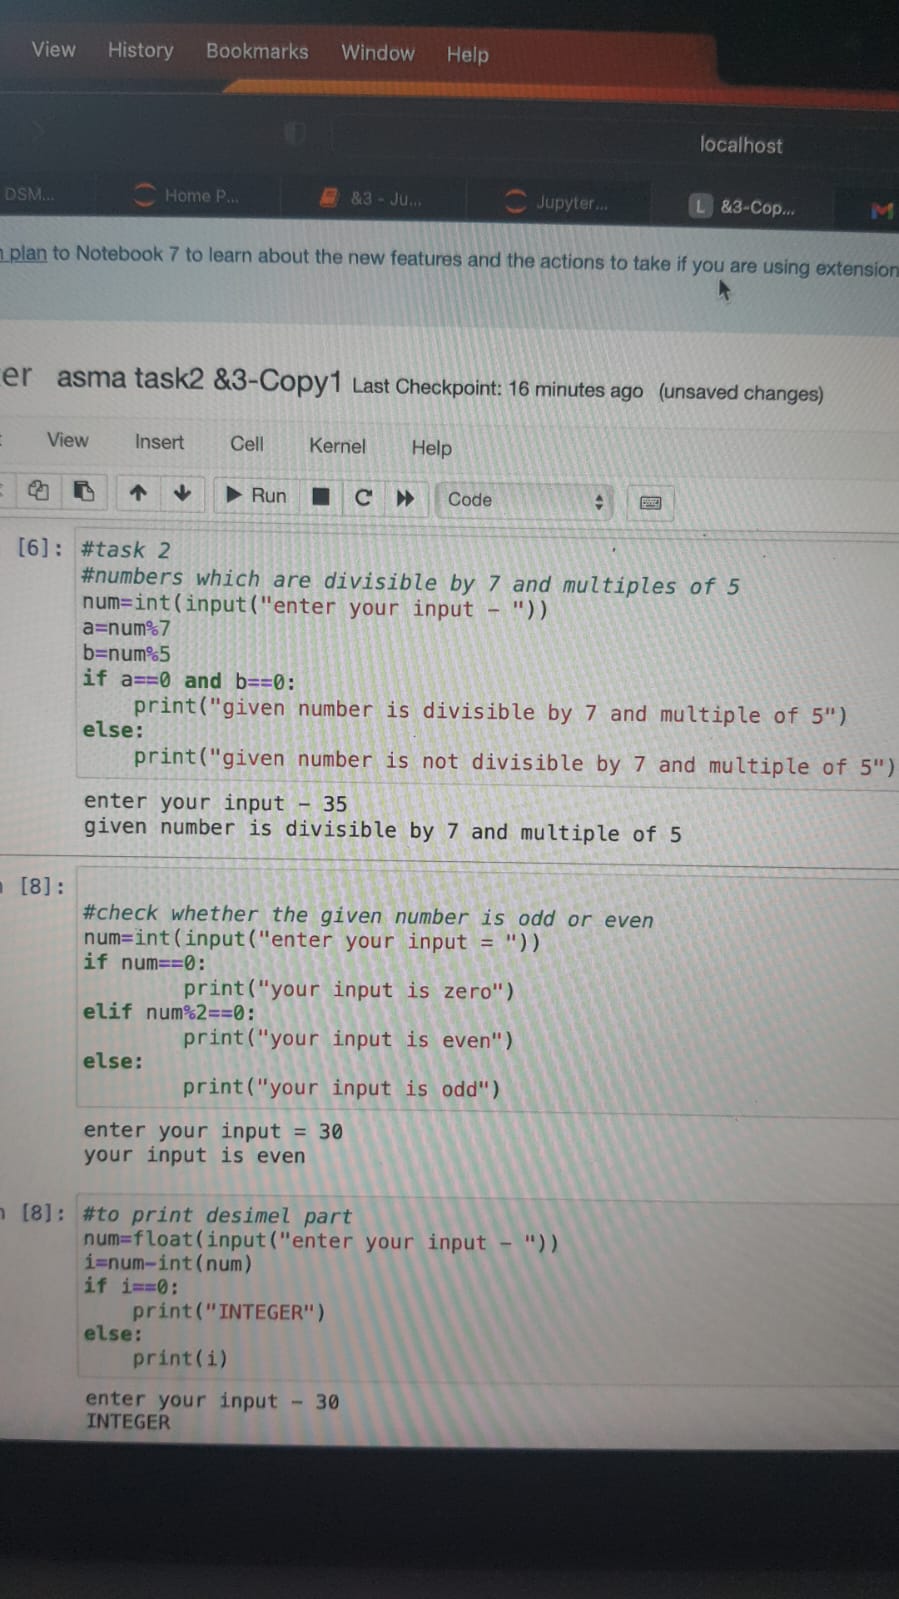 View History Bookmarks Window Help
localhost
DSM... Home P... &3 - Ju... Jupyter... L &3-Cop...
plan to Notebook 7 to learn about the new features and the actions to take if you are using extension
er asma task2 &3-Copy1 Last Checkpoint: 16 minutes ago (unsaved changes)
View Insert Cell Kernel Help
Run Code
[6]: #task 2
#numbers which are divisible by 7 and multiples of 5
num=int(input("enter your input - "))
a=num%7
b=num%5
if a==0 and b==0:
    print("given number is divisible by 7 and multiple of 5")
else:
    print("given number is not divisible by 7 and multiple of 5")
enter your input - 35
given number is divisible by 7 and multiple of 5
[8]:
#check whether the given number is odd or even
num=int(input("enter your input = "))
if num==0:
        print("your input is zero")
elif num%2==0:
        print("your input is even")
else:
        print("your input is odd")
enter your input = 30
your input is even
[8]: #to print desimel part
num=float(input("enter your input - "))
i=num-int(num)
if i==0:
    print("INTEGER")
else:
    print(i)
enter your input - 30
INTEGER